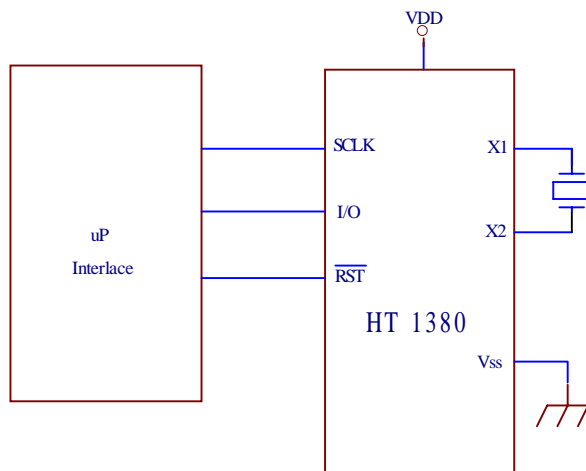 VDD
SCLK
X1
I/O
uP
X2
Interlace
RST
HT 1380
Vss